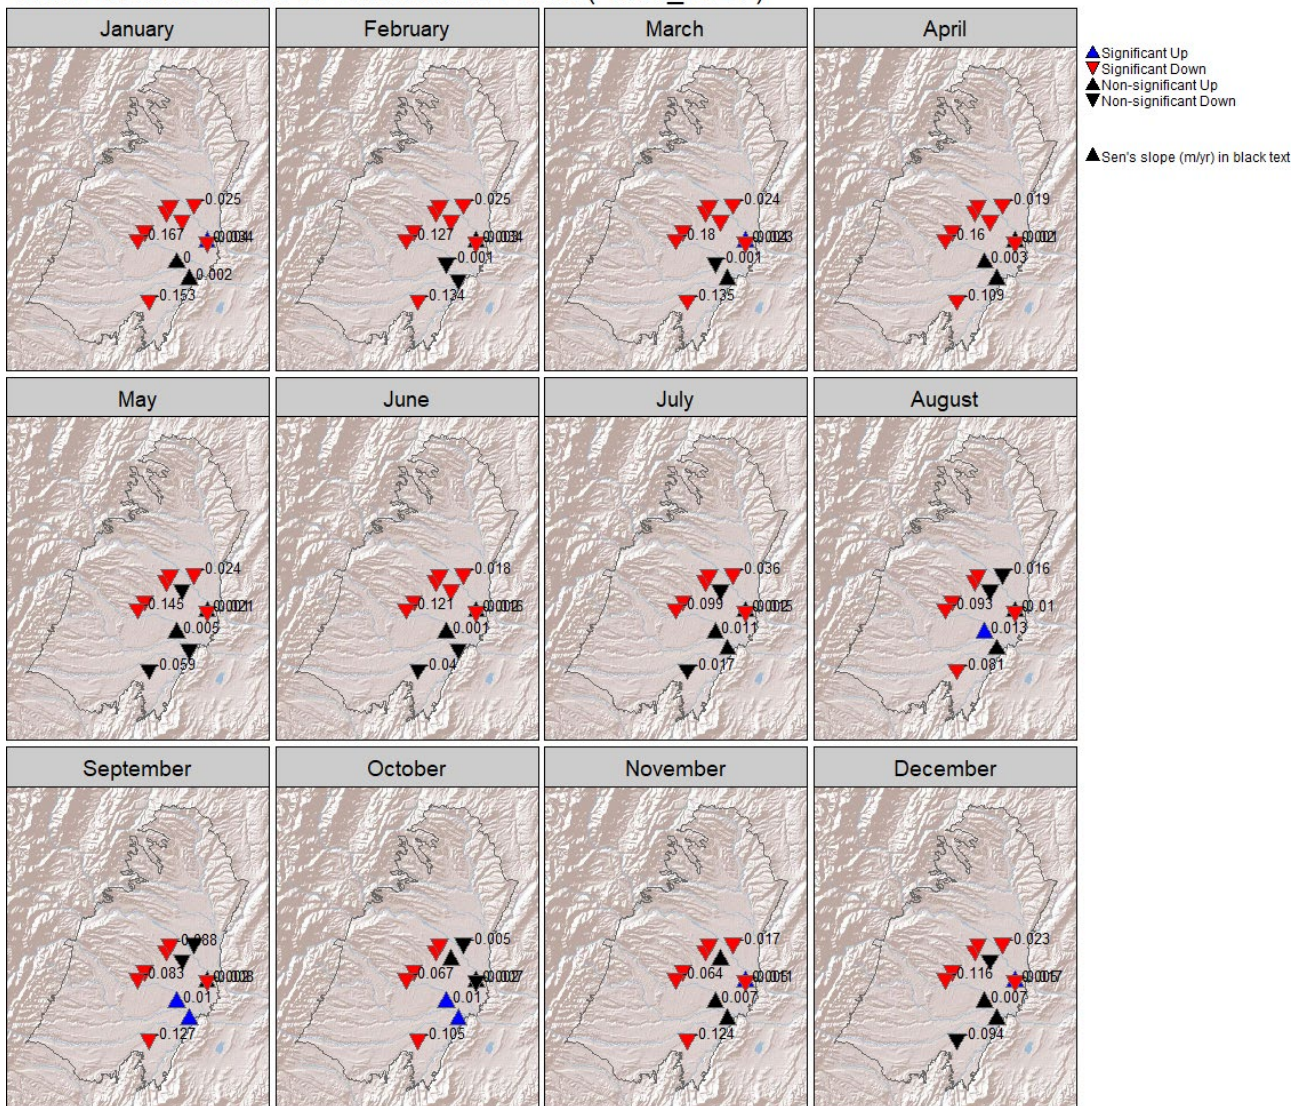 January
February
March
April
Significant Up
Significant Down
Non-significant Up
Non-significant Down
Sen's slope (m/yr) in black text
-0.025
-0.167
0
-0.002
-0.153
-0.025
-0.127
-0.001
-0.134
-0.024
-0.18
-0.001
-0.135
-0.019
-0.16
0.003
-0.109
May
June
July
August
-0.024
-0.145
0.005
-0.059
-0.018
-0.121
0.001
-0.04
-0.036
-0.099
0.011
-0.017
-0.016
-0.093
-0.01
0.013
-0.081
September
October
November
December
-0.083
0.01
-0.127
-0.005
-0.067
0.01
-0.105
-0.017
-0.064
0.007
-0.124
-0.023
-0.116
0.007
-0.094